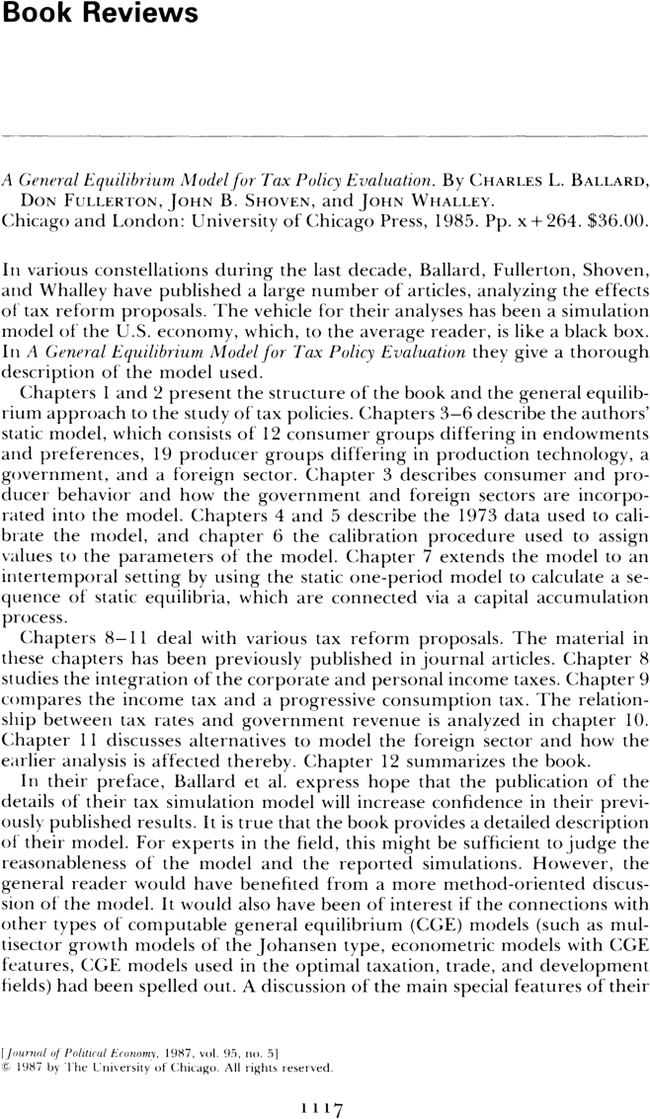 Book Reviews
A General Equilibrium Model for Tax Policy Evaluation. By CHARLES L. BALLARD,
DON FULLERTON, JOHN B. SHOVEN, and JOHN WHALLEY.
Chicago and London: University of Chicago Press, 1985. Pp. x+264. $36.00.
In various constellations during the last decade, Ballard, Fullerton, Shoven,
and Whalley have published a large number of articles, analyzing the effects
of tax reform proposals. The vehicle for their analyses has been a simulation
model of the U.S. economy, which, to the average reader, is like a black box.
In A General Equilibrium Model for Tax Policy Evaluation they give a thorough
description of the model used.
Chapters 1 and 2 present the structure of the book and the general equilib-
rium approach to the study of tax policies. Chapters 3–6 describe the authors'
static model, which consists of 12 consumer groups differing in endowments
and preferences, 19 producer groups differing in production technology, a
government, and a foreign sector. Chapter 3 describes consumer and pro-
ducer behavior and how the government and foreign sectors are incorpo-
rated into the model. Chapters 4 and 5 describe the 1973 data used to cali-
brate the model, and chapter 6 the calibration procedure used to assign
values to the parameters of the model. Chapter 7 extends the model to an
intertemporal setting by using the static one-period model to calculate a se-
quence of static equilibria, which are connected via a capital accumulation
process.
Chapters 8–11 deal with various tax reform proposals. The material in
these chapters has been previously published in journal articles. Chapter 8
studies the integration of the corporate and personal income taxes. Chapter 9
compares the income tax and a progressive consumption tax. The relation-
ship between tax rates and government revenue is analyzed in chapter 10.
Chapter 11 discusses alternatives to model the foreign sector and how the
earlier analysis is affected thereby. Chapter 12 summarizes the book.
In their preface, Ballard et al. express hope that the publication of the
details of their tax simulation model will increase confidence in their previ-
ously published results. It is true that the book provides a detailed description
of their model. For experts in the field, this might be sufficient to judge the
reasonableness of the model and the reported simulations. However, the
general reader would have benefited from a more method-oriented discus-
sion of the model. It would also have been of interest if the connections with
other types of computable general equilibrium (CGE) models (such as mul-
tisector growth models of the Johansen type, econometric models with CGE
features, CGE models used in the optimal taxation, trade, and development
fields) had been spelled out. A discussion of the main special features of their
[Journal of Political Economy, 1987, vol. 95, no. 5]
© 1987 by The University of Chicago. All rights reserved.
1117